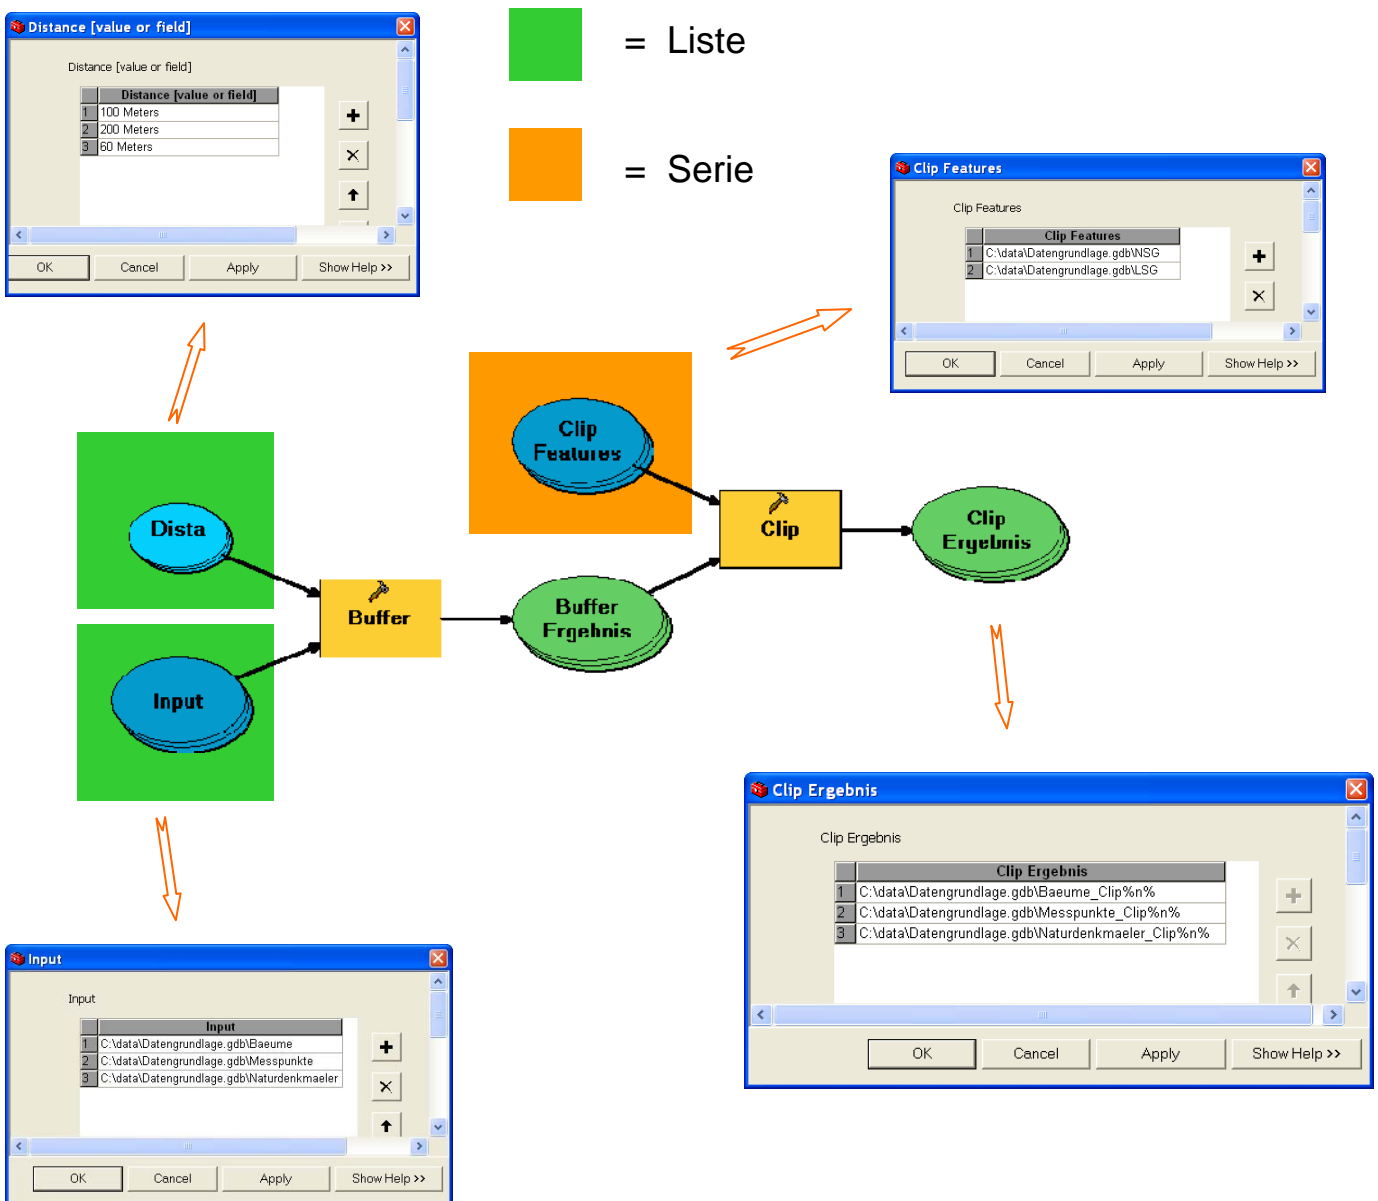 Distance [value or field]
Distance [value or field]
Distance [value or field]
1 100 Meters
2 200 Meters
3 60 Meters
OK Cancel Apply Show Help >>
= Liste
= Serie
Clip Features
Clip Features
Clip Features
1 C:\data\Datengrundlage.gdb\NSG
2 C:\data\Datengrundlage.gdb\LSG
OK Cancel Apply Show Help >>
Clip
Features
Dista
Clip
Clip
Ergebnis
Buffer
Buffer
Ergebnis
Input
Clip Ergebnis
Clip Ergebnis
Clip Ergebnis
1 C:\data\Datengrundlage.gdb\Baeume_Clip%n%
2 C:\data\Datengrundlage.gdb\Messpunkte_Clip%n%
3 C:\data\Datengrundlage.gdb\Naturdenkmaeler_Clip%n%
OK Cancel Apply Show Help >>
Input
Input
Input
1 C:\data\Datengrundlage.gdb\Baeume
2 C:\data\Datengrundlage.gdb\Messpunkte
3 C:\data\Datengrundlage.gdb\Naturdenkmaeler
OK Cancel Apply Show Help >>